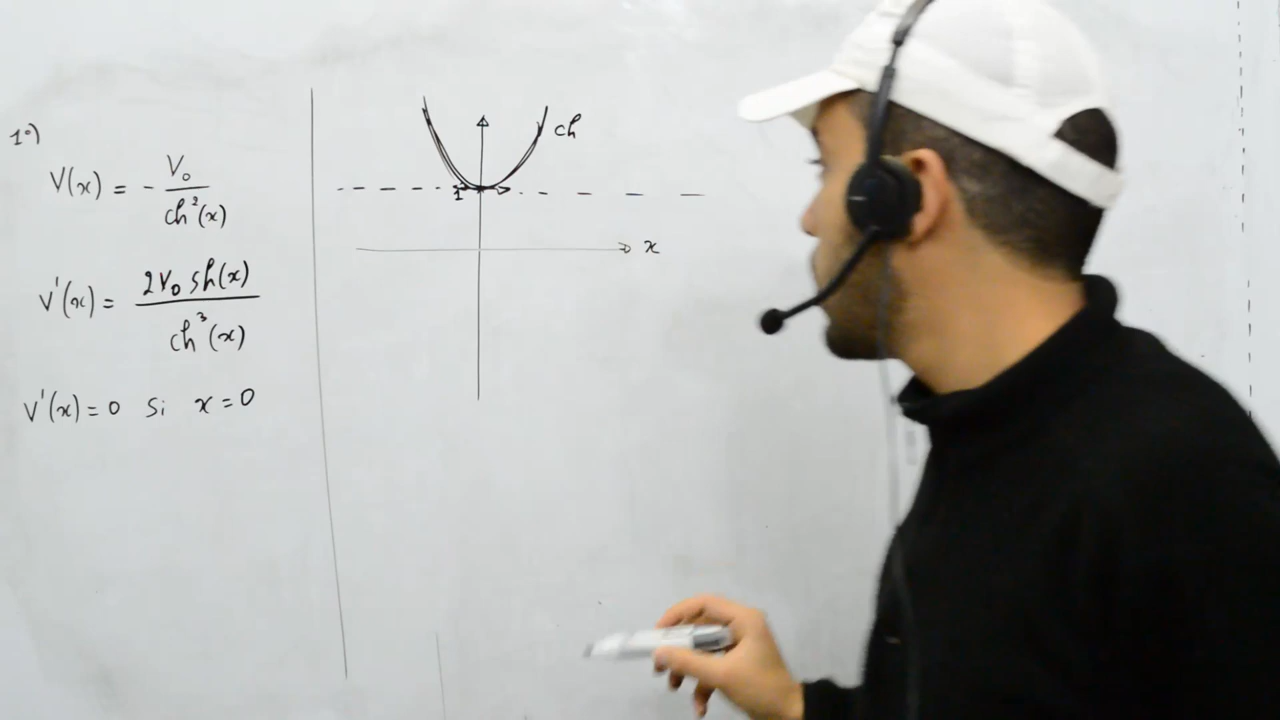 1°)
V(x) = - V₀ / ch²(x)
V'(x) = 2V₀ sh(x) / ch³(x)
V'(x) = 0 si x = 0
ch
1
x